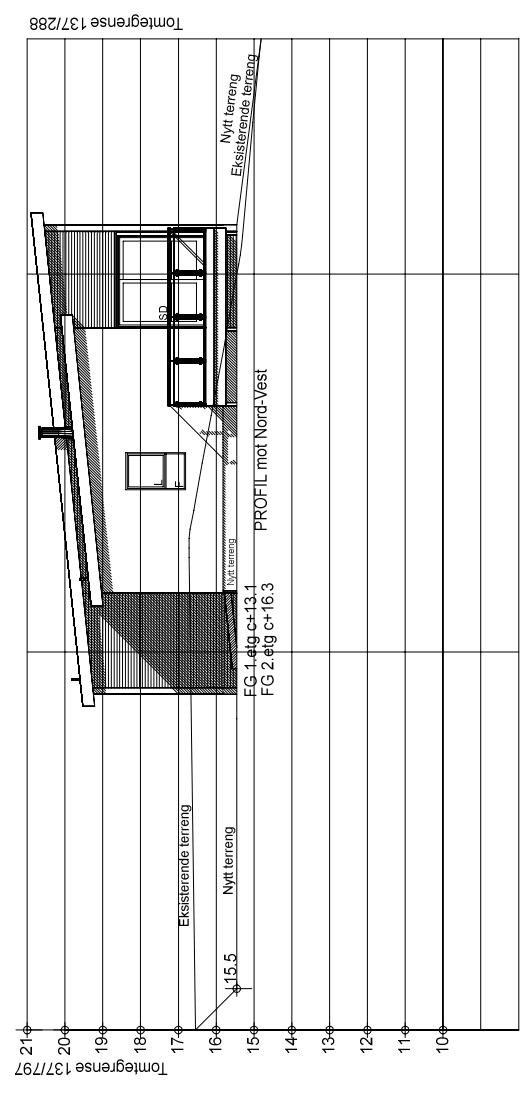 Tomtegrense 137/288
Nytt terreng
Eksisterende terreng
SD
L
F
PROFIL mot Nord-Vest
Nytt terreng
FG 1.etg c+13.1
FG 2.etg c+16.3
Eksisterende terreng
Nytt terreng
15.5
21
20
19
18
17
16
15
14
13
12
11
10
Tomtegrense 137/797